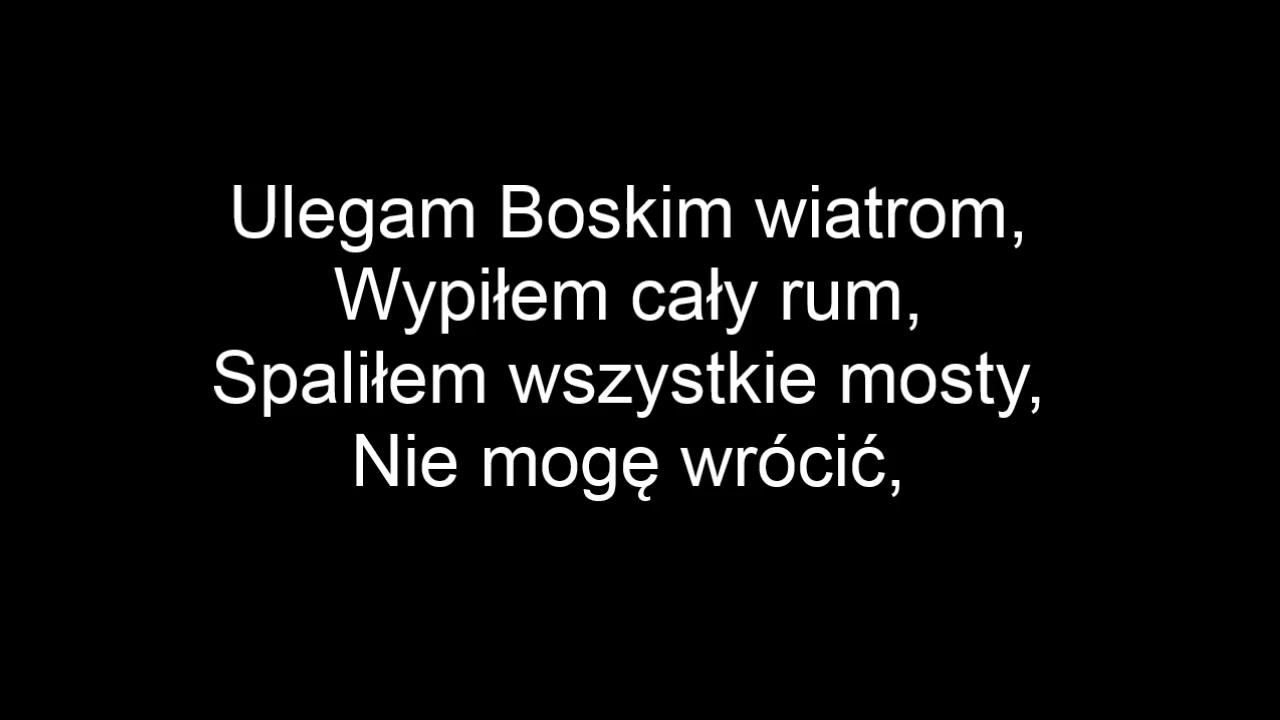 Ulegam Boskim wiatrom,
Wypiłem cały rum,
Spaliłem wszystkie mosty,
Nie mogę wrócić,